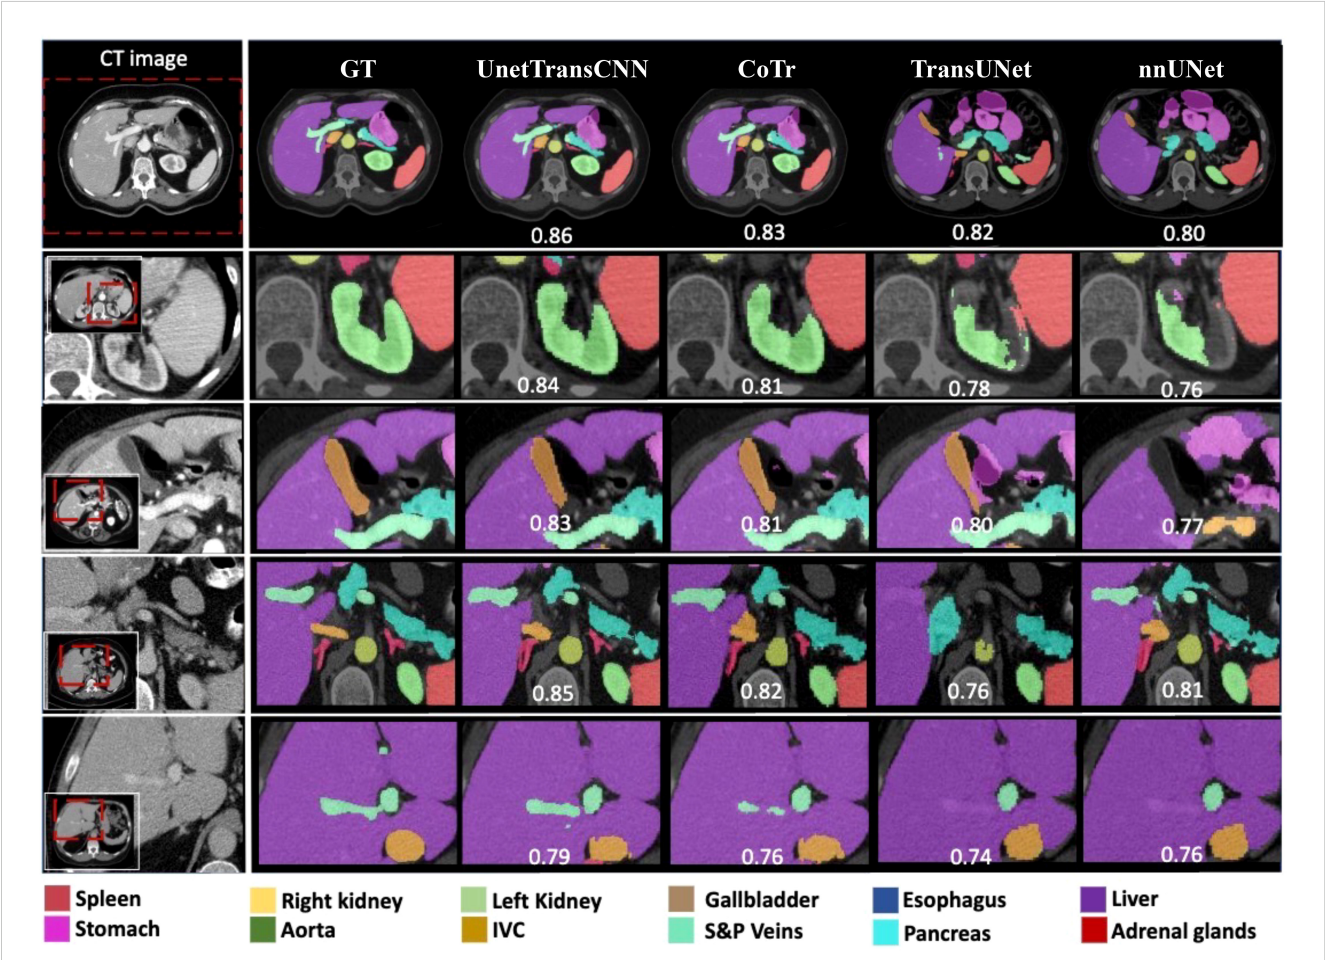 CT image
GT UnetTransCNN CoTr TransUNet nnUNet
0.86 0.83 0.82 0.80
0.84 0.81 0.78 0.76
0.83 0.81 0.80 0.77
0.85 0.82 0.76 0.81
0.79 0.76 0.74 0.76
Spleen Right kidney Left Kidney Gallbladder Esophagus Liver
Stomach Aorta IVC S&P Veins Pancreas Adrenal glands